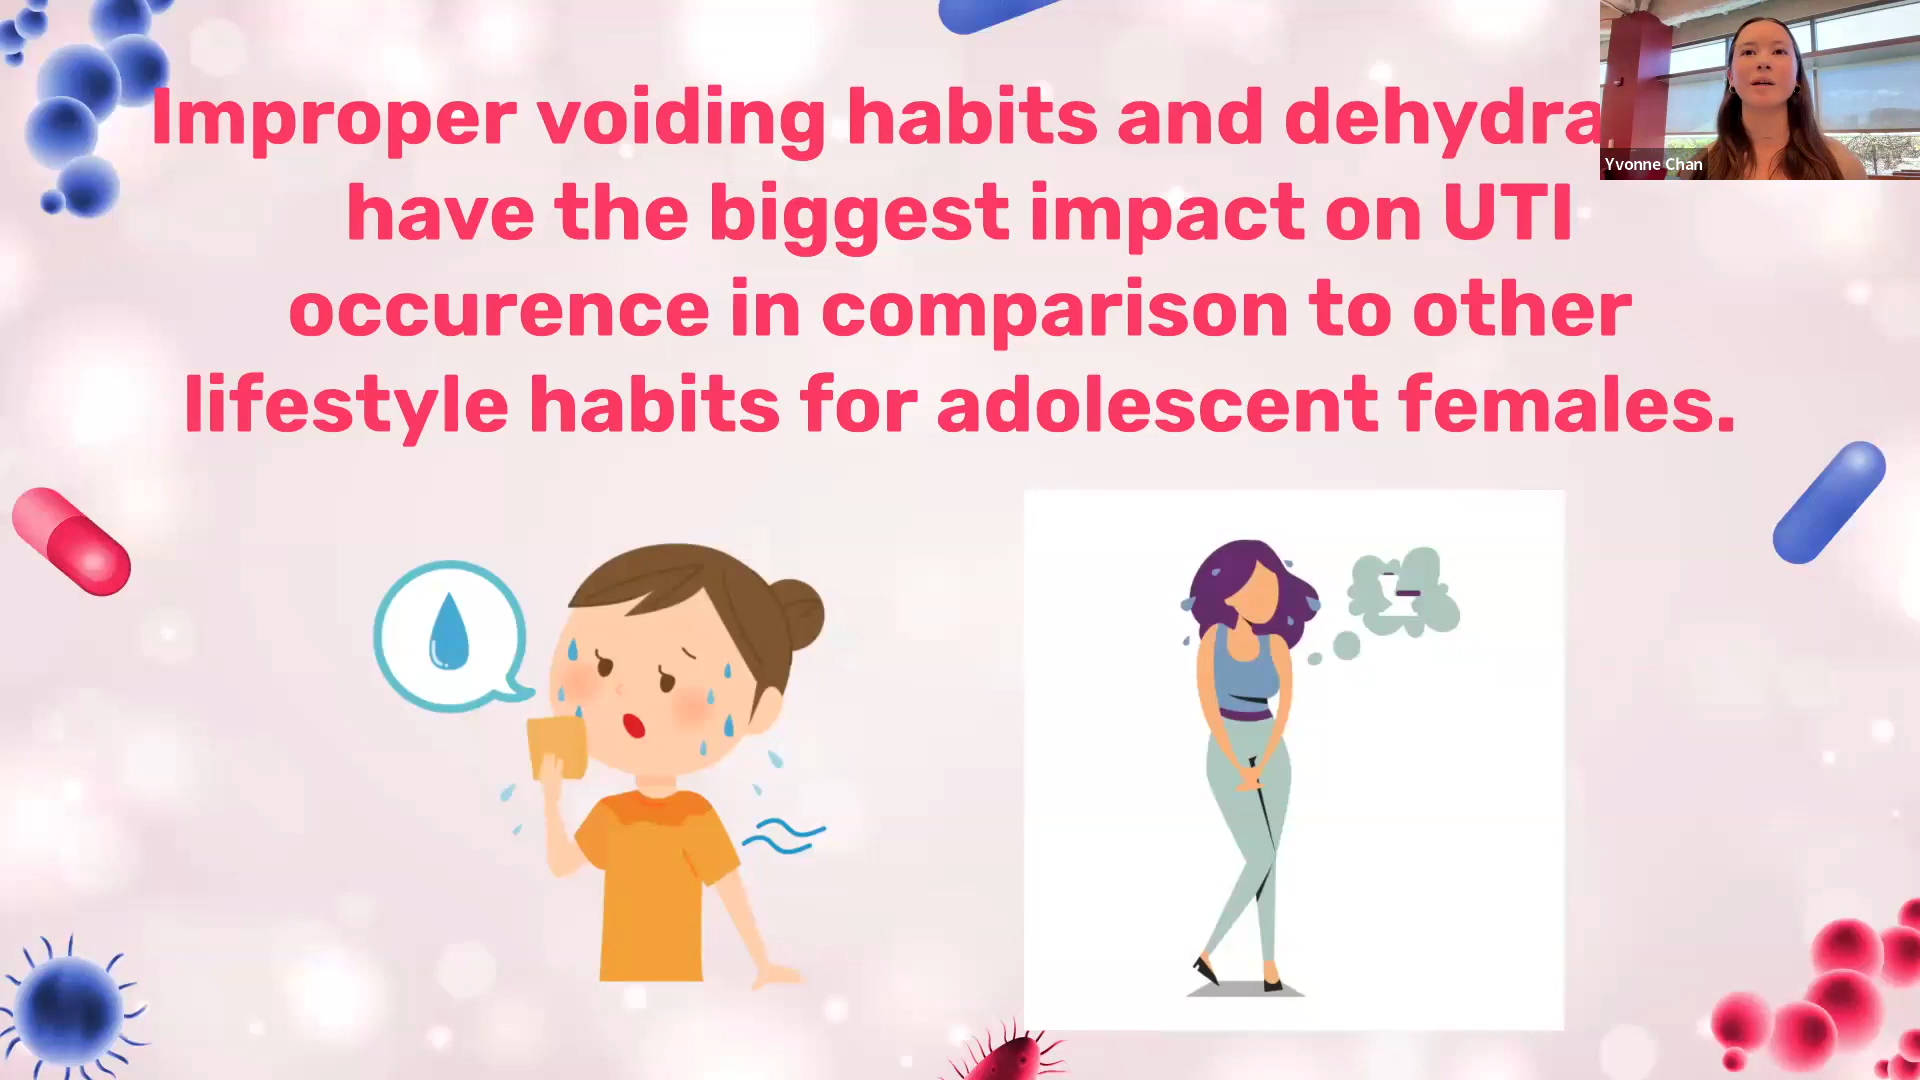 Improper voiding habits and dehydra
have the biggest impact on UTI
occurence in comparison to other
lifestyle habits for adolescent females.
Yvonne Chan